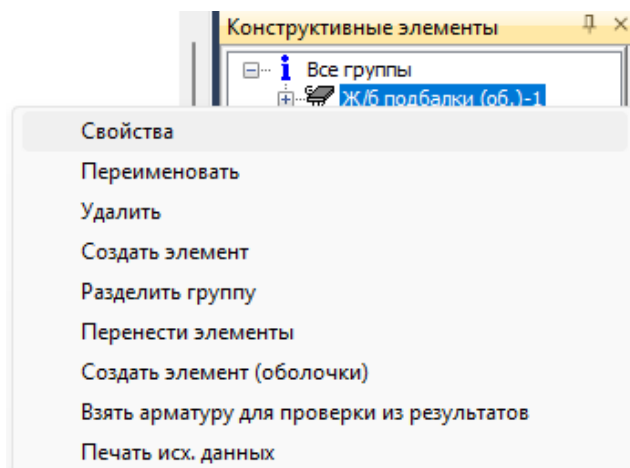 Конструктивные элементы
Все группы
Ж/б подбалки (об.)-1
Свойства
Переименовать
Удалить
Создать элемент
Разделить группу
Перенести элементы
Создать элемент (оболочки)
Взять арматуру для проверки из результатов
Печать исх. данных